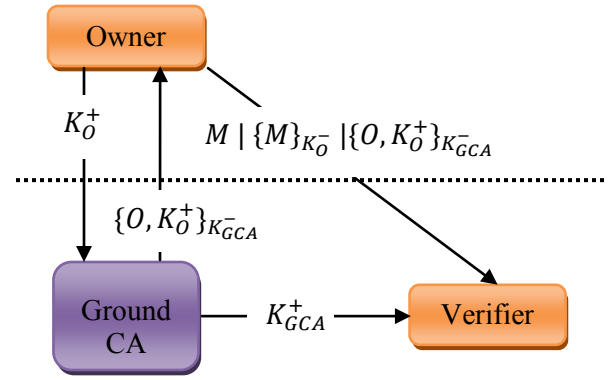 Owner
K_O^+
M | {M}_{K_O^-} |{O, K_O^+}_{K_{GCA}^-}
{O, K_O^+}_{K_{GCA}^-}
Ground
CA
K_{GCA}^+
Verifier